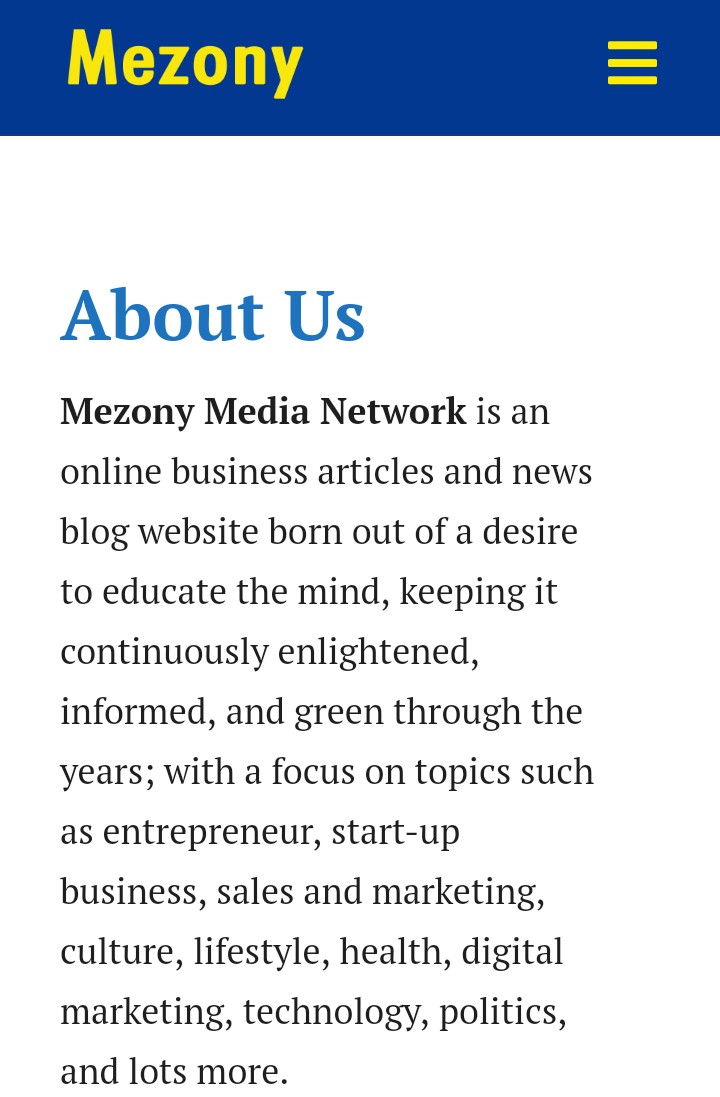 Mezony
About Us
Mezony Media Network is an
online business articles and news
blog website born out of a desire
to educate the mind, keeping it
continuously enlightened,
informed, and green through the
years; with a focus on topics such
as entrepreneur, start-up
business, sales and marketing,
culture, lifestyle, health, digital
marketing, technology, politics,
and lots more.